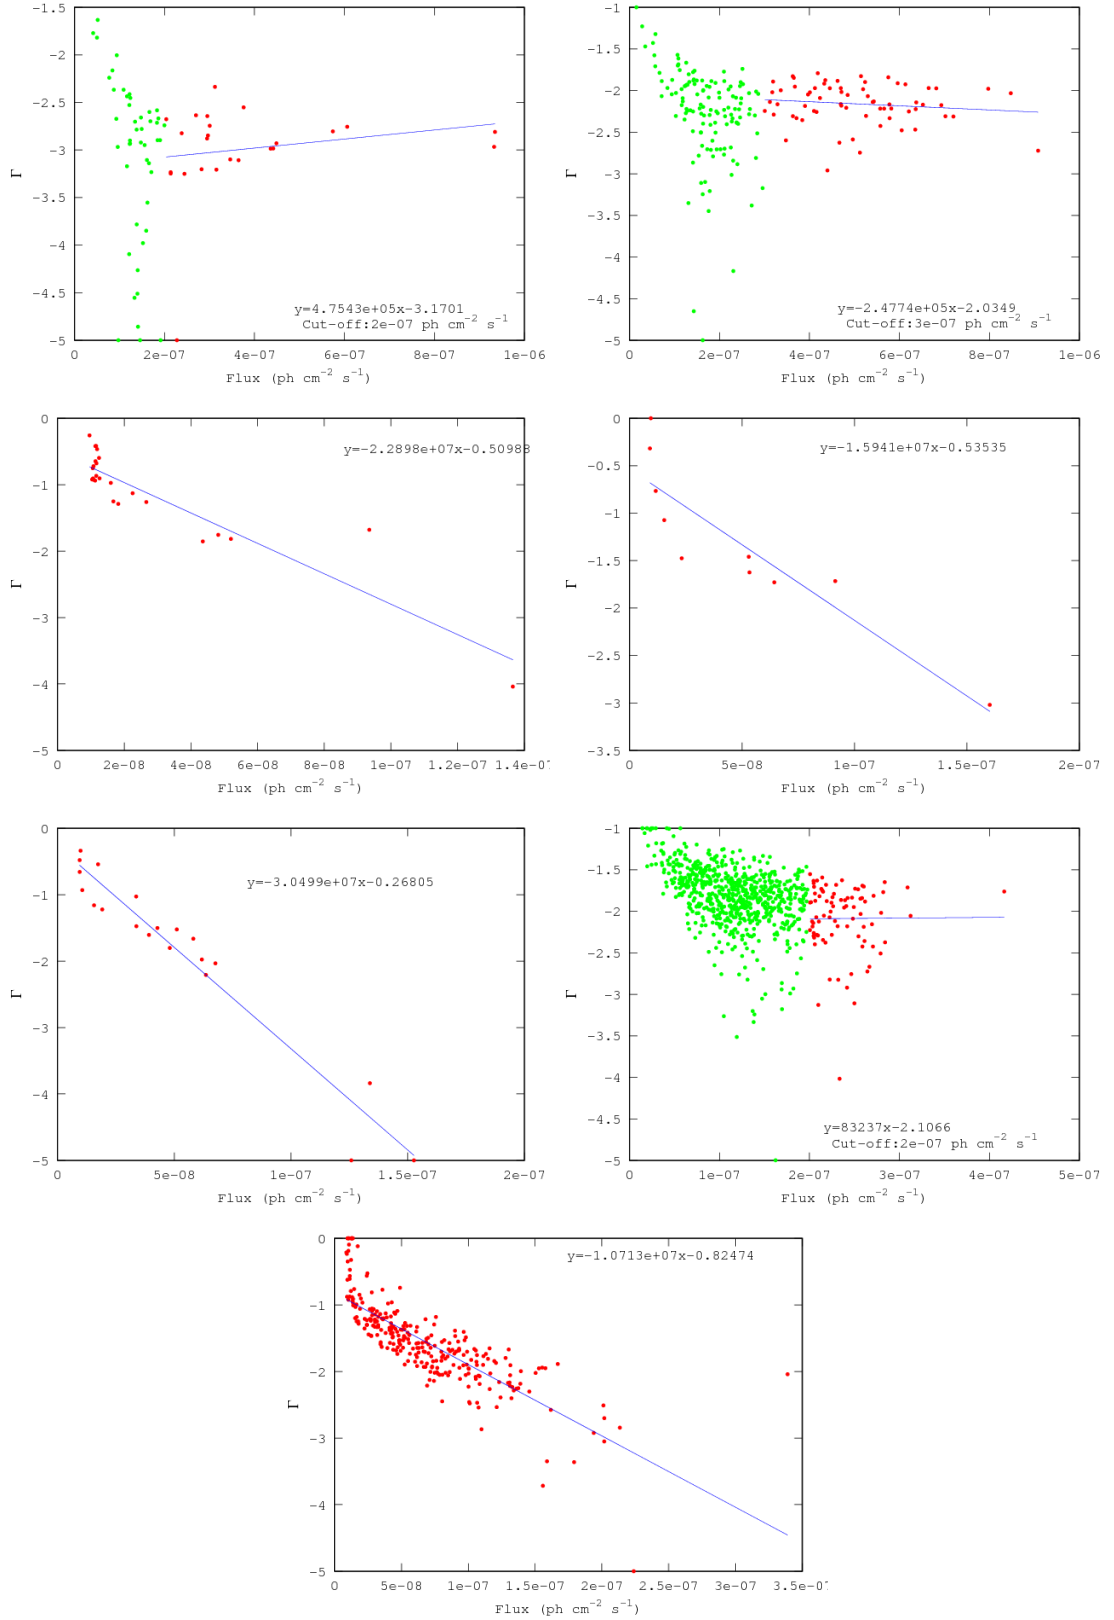 -1.5
-2
-2.5
-3
-3.5
-4
-4.5
-5
Γ
y=4.7543e+05x-3.1701
Cut-off:2e-07 ph cm⁻² s⁻¹
0 2e-07 4e-07 6e-07 8e-07 1e-06
Flux (ph cm⁻² s⁻¹)
-1
-1.5
-2
-2.5
-3
-3.5
-4
-4.5
-5
Γ
y=-2.4774e+05x-2.0349
Cut-off:3e-07 ph cm⁻² s⁻¹
0 2e-07 4e-07 6e-07 8e-07 1e-06
Flux (ph cm⁻² s⁻¹)
0
-1
-2
-3
-4
-5
Γ
y=-2.2898e+07x-0.50988
0 2e-08 4e-08 6e-08 8e-08 1e-07 1.2e-07 1.4e-0
Flux (ph cm⁻² s⁻¹)
0
-0.5
-1
-1.5
-2
-2.5
-3
-3.5
Γ
y=-1.5941e+07x-0.53535
0 5e-08 1e-07 1.5e-07 2e-07
Flux (ph cm⁻² s⁻¹)
0
-1
-2
-3
-4
-5
Γ
y=-3.0499e+07x-0.26805
0 5e-08 1e-07 1.5e-07 2e-07
Flux (ph cm⁻² s⁻¹)
-1
-1.5
-2
-2.5
-3
-3.5
-4
-4.5
-5
Γ
y=83237x-2.1066
Cut-off:2e-07 ph cm⁻² s⁻¹
0 1e-07 2e-07 3e-07 4e-07 5e-07
Flux (ph cm⁻² s⁻¹)
0
-1
-2
-3
-4
-5
Γ
y=-1.0713e+07x-0.82474
0 5e-08 1e-07 1.5e-07 2e-07 2.5e-07 3e-07 3.5e-0
Flux (ph cm⁻² s⁻¹)